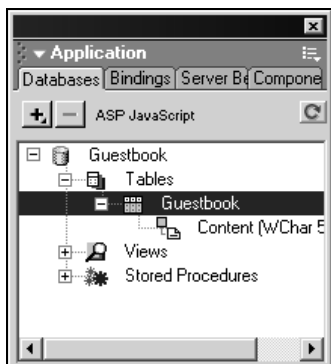 Application
Databases Bindings Server Be Compone
ASP JavaScript
Guestbook
Tables
Guestbook
Content (WChar 5
Views
Stored Procedures